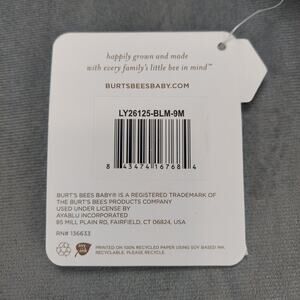 happily grown and made
with every family's little bee in mind™
BURTSBEESBABY.COM
LY26125-BLM-9M
8 43474 16768 4
BURT'S BEES BABY® IS A REGISTERED TRADEMARK OF
THE BURT'S BEES PRODUCTS COMPANY
USED UNDER LICENSE BY
AYABLU INCORPORATED
85 MILL PLAIN RD, FAIRFIELD, CT 06824, USA
RN# 136633
PRINTED ON 100% RECYCLED PAPER USING SOY BASED INK.
RECYCLABLE, PLEASE RECYCLE.